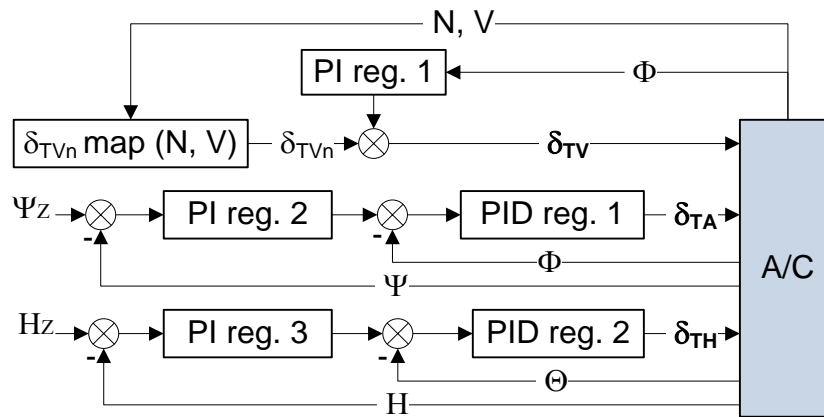 N, V
PI reg. 1
Φ
δTVn map (N, V)
δTVn
δTV
ΨZ
PI reg. 2
PID reg. 1
δTA
-
-
Φ
Ψ
A/C
HZ
PI reg. 3
PID reg. 2
δTH
-
-
Θ
H